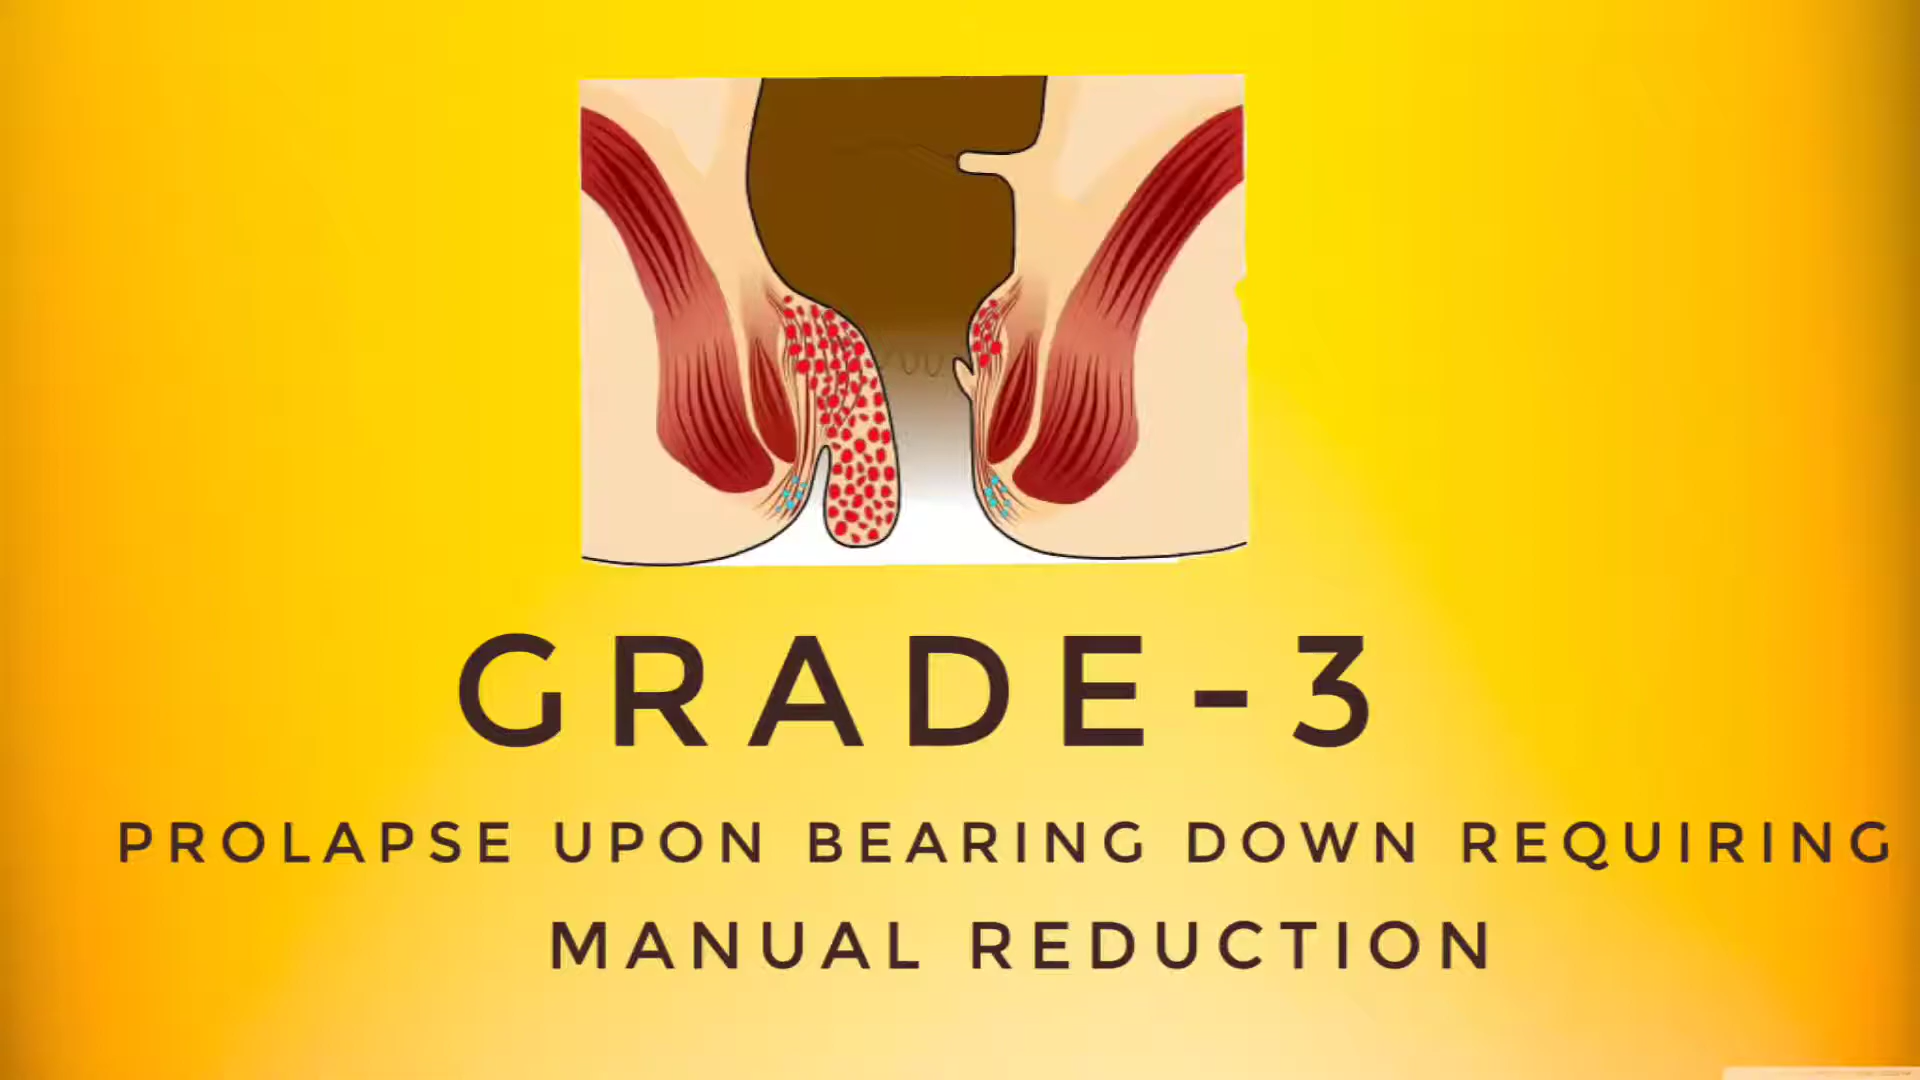 GRADE-3
PROLAPSE UPON BEARING DOWN REQUIRING
MANUAL REDUCTION